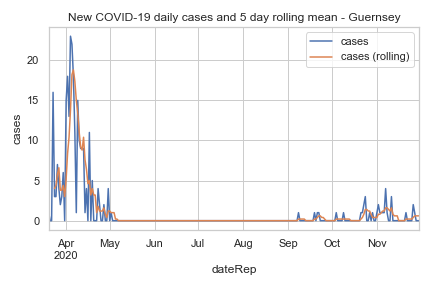 New COVID-19 daily cases and 5 day rolling mean - Guernsey
cases
cases (rolling)
20
15
10
5
0
cases
Apr
2020
May
Jun
Jul
Aug
Sep
Oct
Nov
dateRep